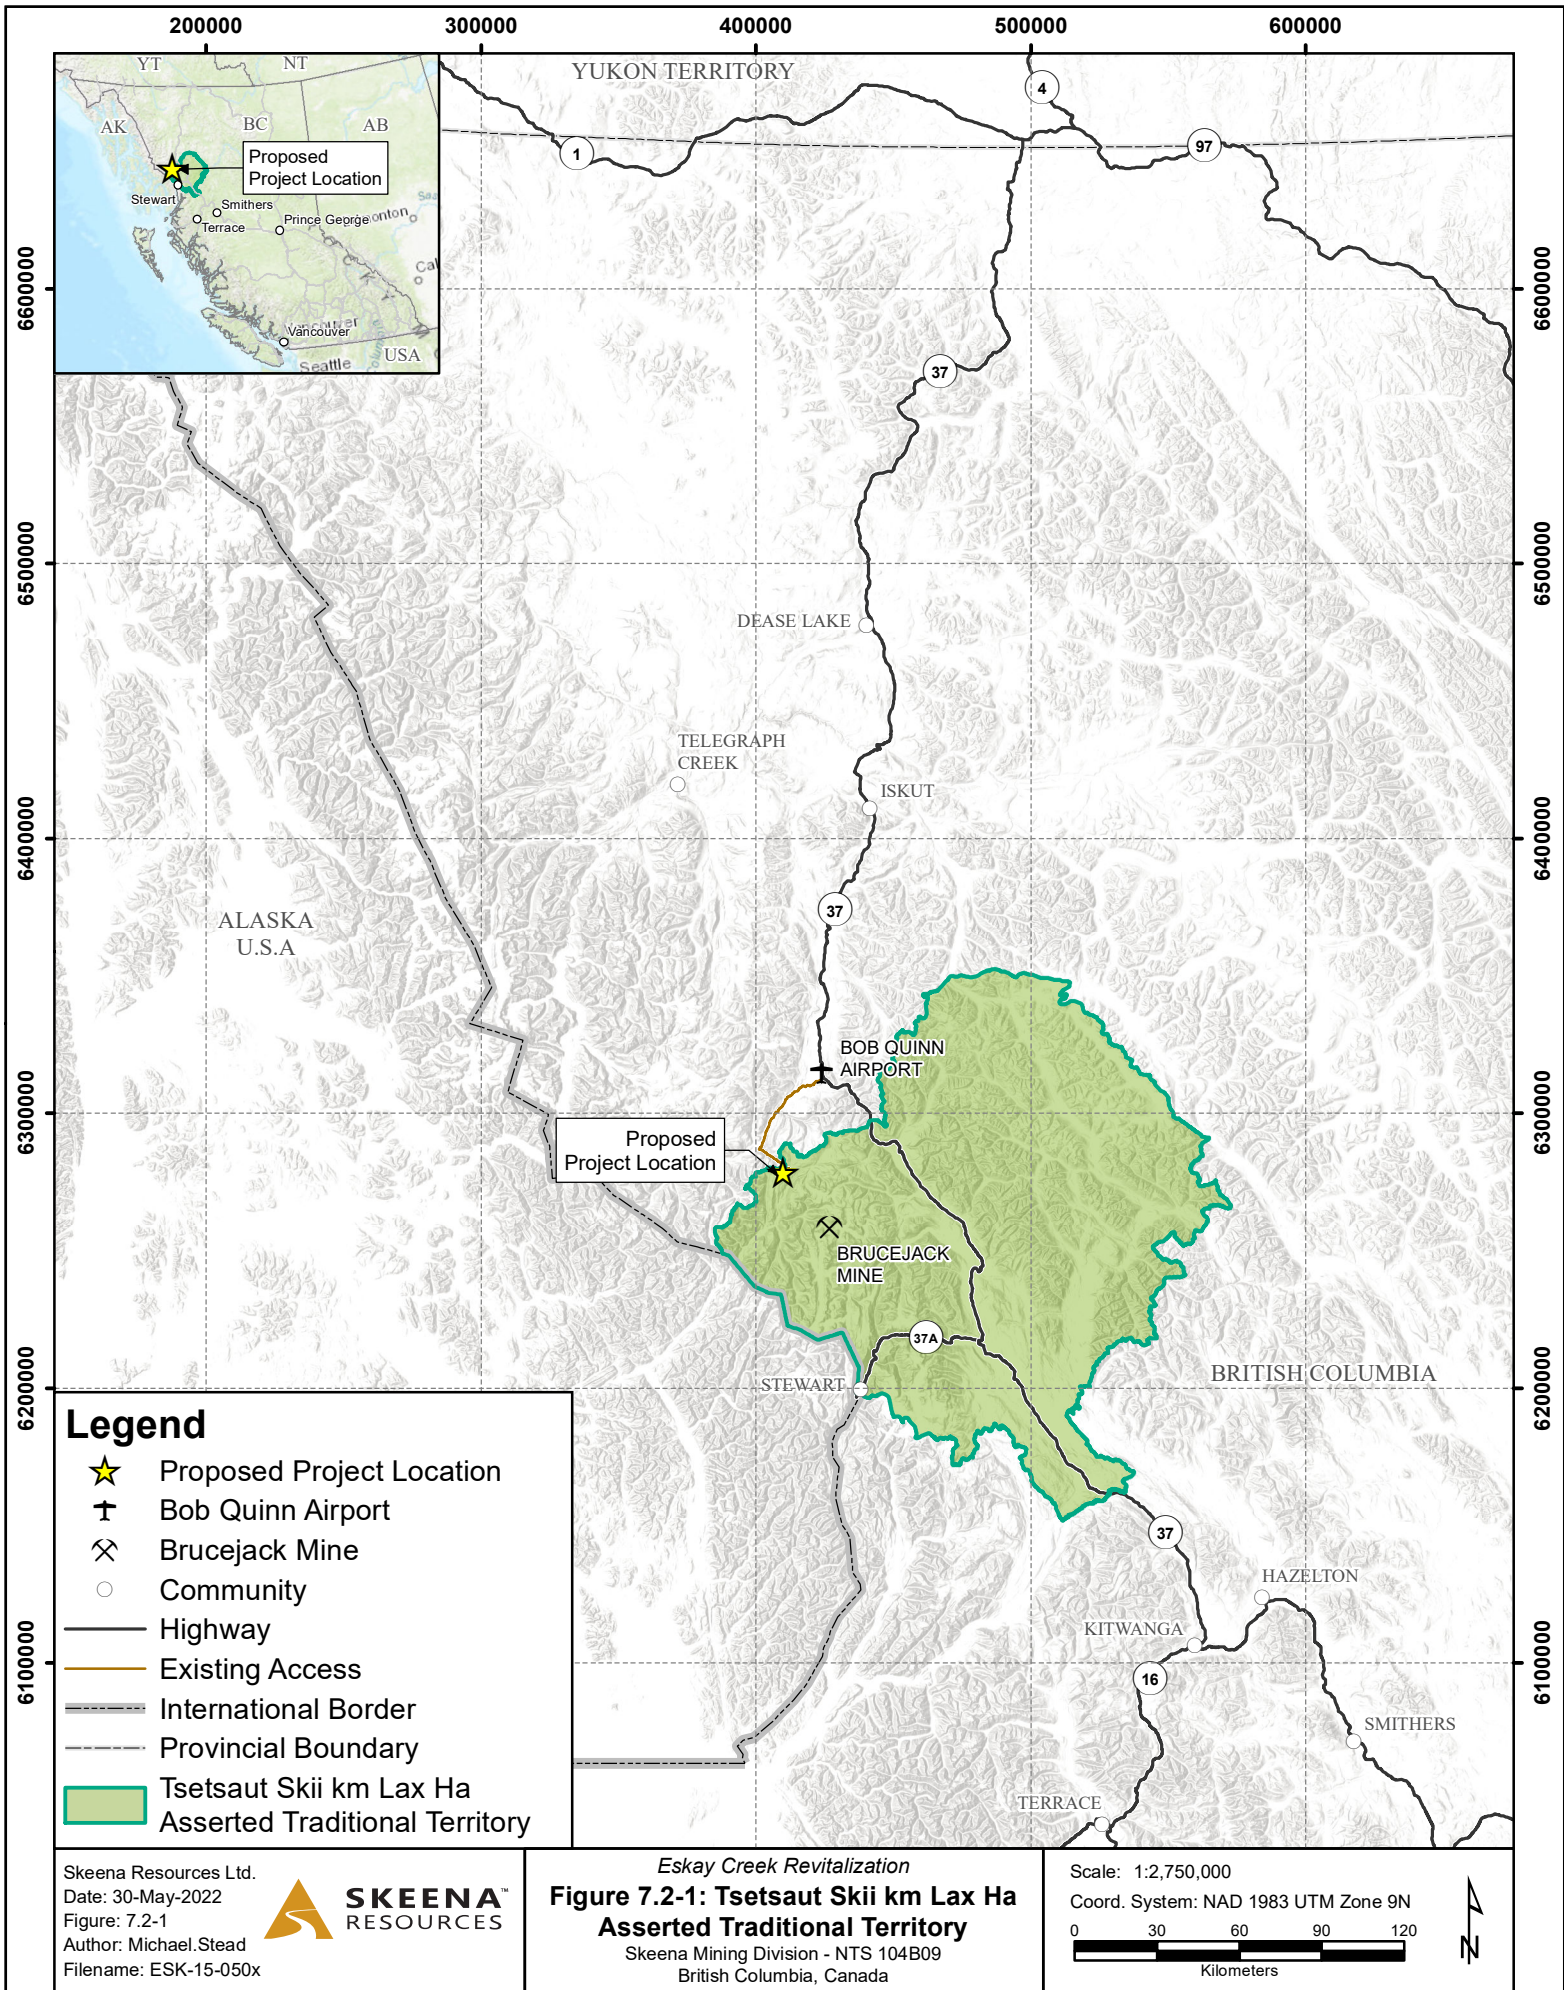 200000
300000
400000
500000
600000
YT
NT
AK
BC
AB
Proposed
Project Location
Stewart
Smithers
Terrace
Prince George
Vancouver
Seattle
USA
YUKON TERRITORY
4
1
97
6600000
6600000
37
6500000
6500000
DEASE LAKE
TELEGRAPH
CREEK
ISKUT
6400000
6400000
37
ALASKA
U.S.A
BOB QUINN
AIRPORT
6300000
6300000
Proposed
Project Location
BRUCEJACK
MINE
37A
STEWART
BRITISH COLUMBIA
6200000
6200000
37
HAZELTON
KITWANGA
6100000
6100000
16
SMITHERS
TERRACE
Legend
Proposed Project Location
Bob Quinn Airport
Brucejack Mine
Community
Highway
Existing Access
International Border
Provincial Boundary
Tsetsaut Skii km Lax Ha
Asserted Traditional Territory
Skeena Resources Ltd.
Date: 30-May-2022
Figure: 7.2-1
Author: Michael.Stead
Filename: ESK-15-050x
SKEENA™
RESOURCES
Eskay Creek Revitalization
Figure 7.2-1: Tsetsaut Skii km Lax Ha
Asserted Traditional Territory
Skeena Mining Division - NTS 104B09
British Columbia, Canada
Scale: 1:2,750,000
Coord. System: NAD 1983 UTM Zone 9N
0 30 60 90 120
Kilometers
N